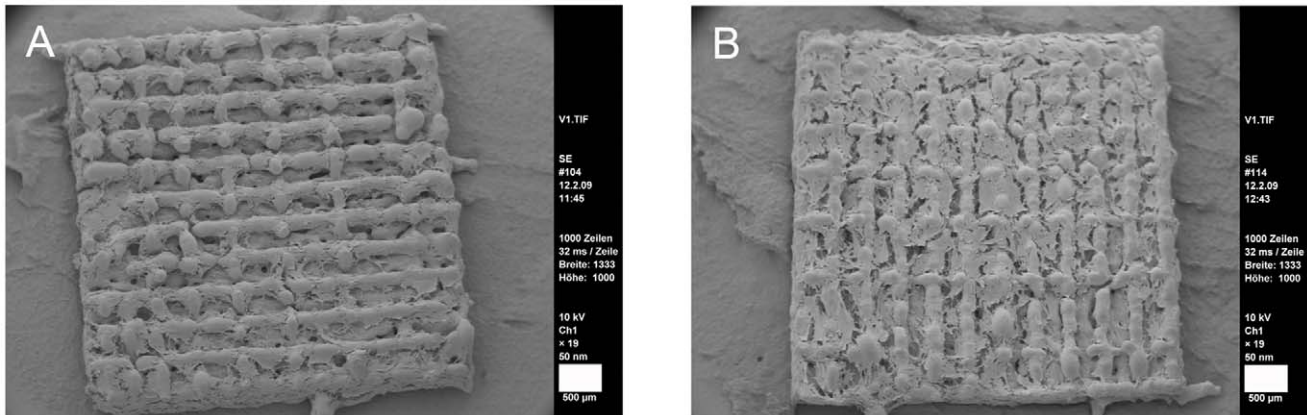 A
V1.TIF
SE
#104
12.2.09
11:45
1000 Zeilen
32 ms / Zeile
Breite: 1333
Höhe: 1000
10 kV
Ch1
× 19
50 nm
500 µm
B
V1.TIF
SE
#114
12.2.09
12:43
1000 Zeilen
32 ms / Zeile
Breite: 1333
Höhe: 1000
10 kV
Ch1
× 19
50 nm
500 µm